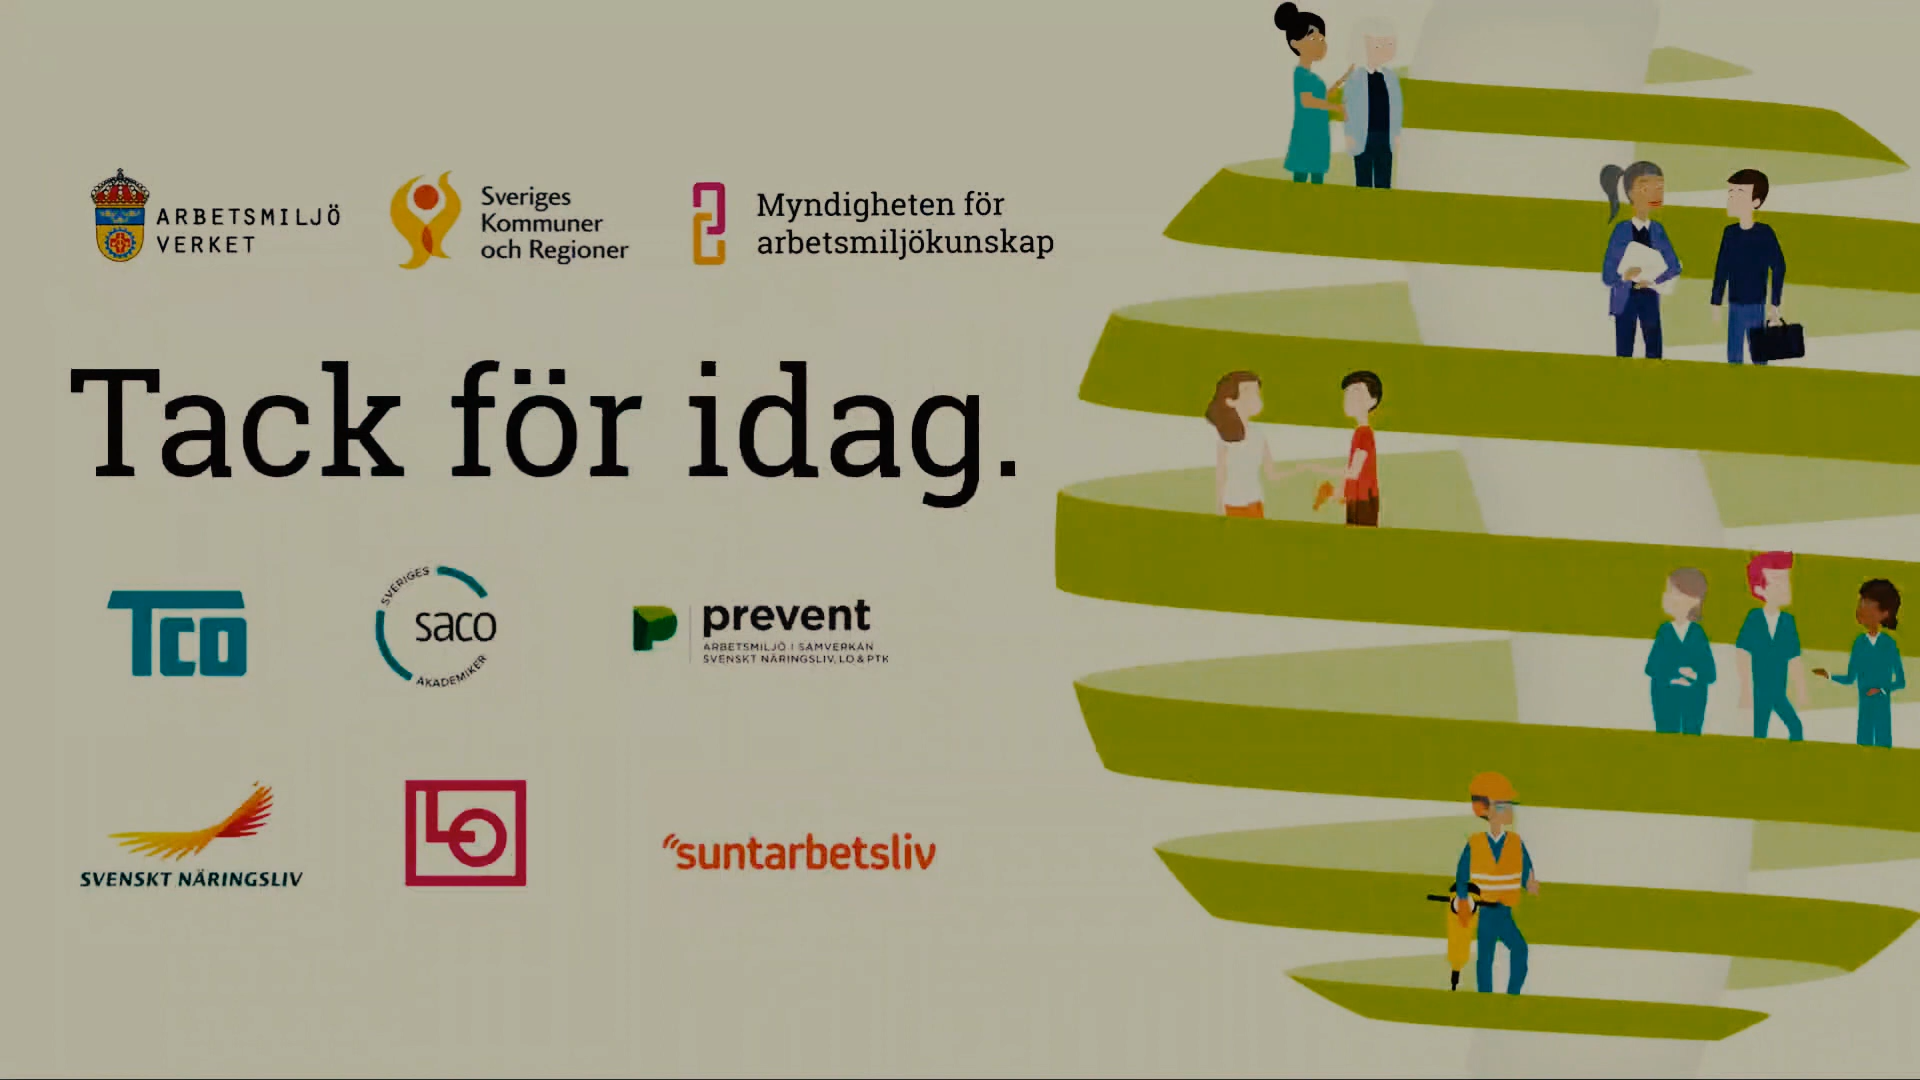 ARBETSMILJÖ
VERKET
Sveriges
Kommuner
och Regioner
Myndigheten för
arbetsmiljökunskap
Tack för idag.
TCO
SVERIGES
saco
AKADEMIKER
prevent
ARBETSMILJÖ I SAMVERKAN
SVENSKT NÄRINGSLIV, LO & PTK
SVENSKT NÄRINGSLIV
LO
suntarbetsliv